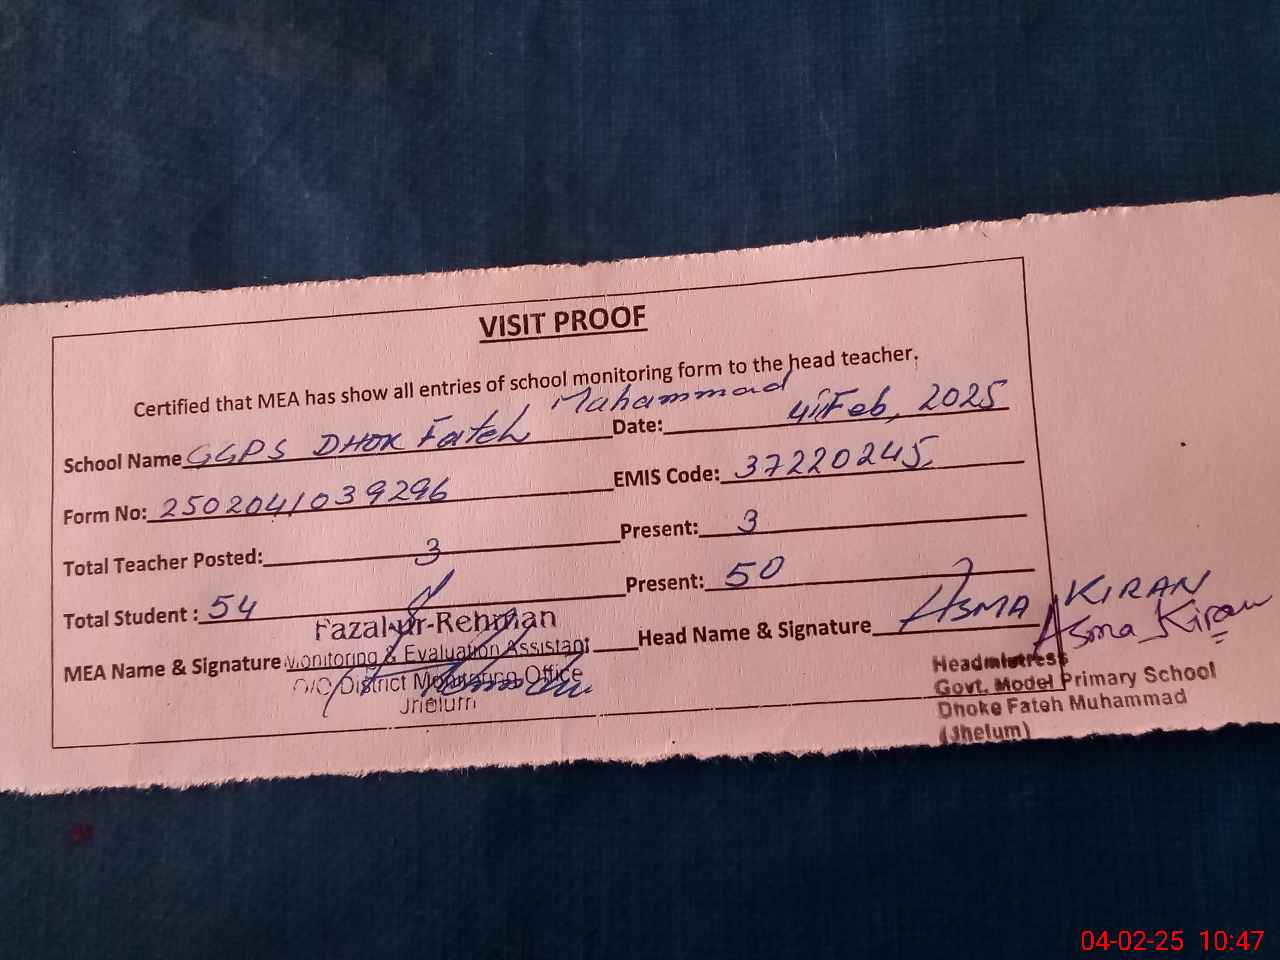 VISIT PROOF
Certified that MEA has show all entries of school monitoring form to the head teacher.
School Name GGPS DHOK Fateh Mahammad Date: 4 Feb, 2025
Form No: 2502041039296 EMIS Code: 37220245
Total Teacher Posted: 3 Present: 3
Total Student : 54 Present: 50
MEA Name & Signature Head Name & Signature ASMA KIRAN
Asma Kiran
Fazal-ur-Rehman
Monitoring & Evaluation Assistant
O/O District Monitoring Office
Jhelum
Headmistress
Govt. Model Primary School
Dhoke Fateh Muhammad
(Jhelum)
04-02-25 10:47